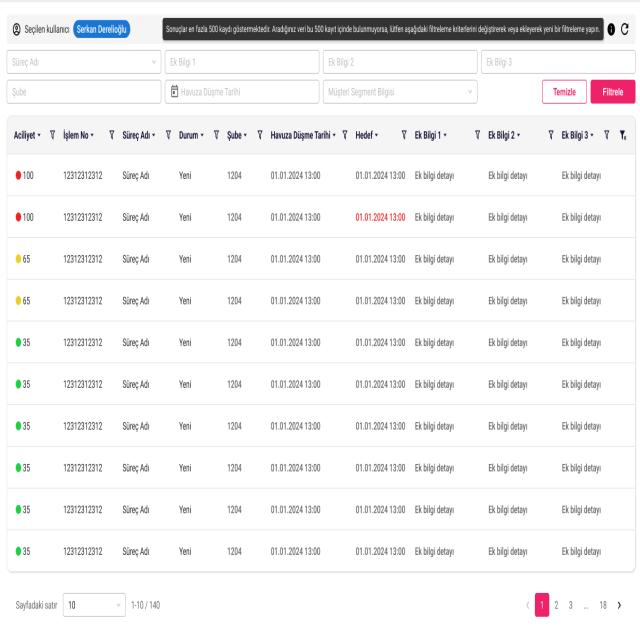 Seçilen kullanıcı Serkan Derelioğlu Sonuçlar en fazla 500 kaydı göstermektedir. Aradığınız veri bu 500 kayıt içinde bulunmuyorsa, lütfen aşağıdaki filtreleme kriterlerini değiştirerek veya ekleyerek yeni bir filtreleme yapın.
Süreç Adı Ek Bilgi 1 Ek Bilgi 2 Ek Bilgi 3
Şube Havuza Düşme Tarihi Müşteri Segment Bilgisi Temizle Filtrele
Aciliyet İşlem No Süreç Adı Durum Şube Havuza Düşme Tarihi Hedef Ek Bilgi 1 Ek Bilgi 2 Ek Bilgi 3
100 12312312312 Süreç Adı Yeni 1204 01.01.2024 13:00 01.01.2024 13:00 Ek bilgi detayı Ek bilgi detayı Ek bilgi detayı
100 12312312312 Süreç Adı Yeni 1204 01.01.2024 13:00 01.01.2024 13:00 Ek bilgi detayı Ek bilgi detayı Ek bilgi detayı
65 12312312312 Süreç Adı Yeni 1204 01.01.2024 13:00 01.01.2024 13:00 Ek bilgi detayı Ek bilgi detayı Ek bilgi detayı
65 12312312312 Süreç Adı Yeni 1204 01.01.2024 13:00 01.01.2024 13:00 Ek bilgi detayı Ek bilgi detayı Ek bilgi detayı
35 12312312312 Süreç Adı Yeni 1204 01.01.2024 13:00 01.01.2024 13:00 Ek bilgi detayı Ek bilgi detayı Ek bilgi detayı
35 12312312312 Süreç Adı Yeni 1204 01.01.2024 13:00 01.01.2024 13:00 Ek bilgi detayı Ek bilgi detayı Ek bilgi detayı
35 12312312312 Süreç Adı Yeni 1204 01.01.2024 13:00 01.01.2024 13:00 Ek bilgi detayı Ek bilgi detayı Ek bilgi detayı
35 12312312312 Süreç Adı Yeni 1204 01.01.2024 13:00 01.01.2024 13:00 Ek bilgi detayı Ek bilgi detayı Ek bilgi detayı
35 12312312312 Süreç Adı Yeni 1204 01.01.2024 13:00 01.01.2024 13:00 Ek bilgi detayı Ek bilgi detayı Ek bilgi detayı
35 12312312312 Süreç Adı Yeni 1204 01.01.2024 13:00 01.01.2024 13:00 Ek bilgi detayı Ek bilgi detayı Ek bilgi detayı
Sayfadaki satır 10 1-10 / 140 1 2 3 ... 18